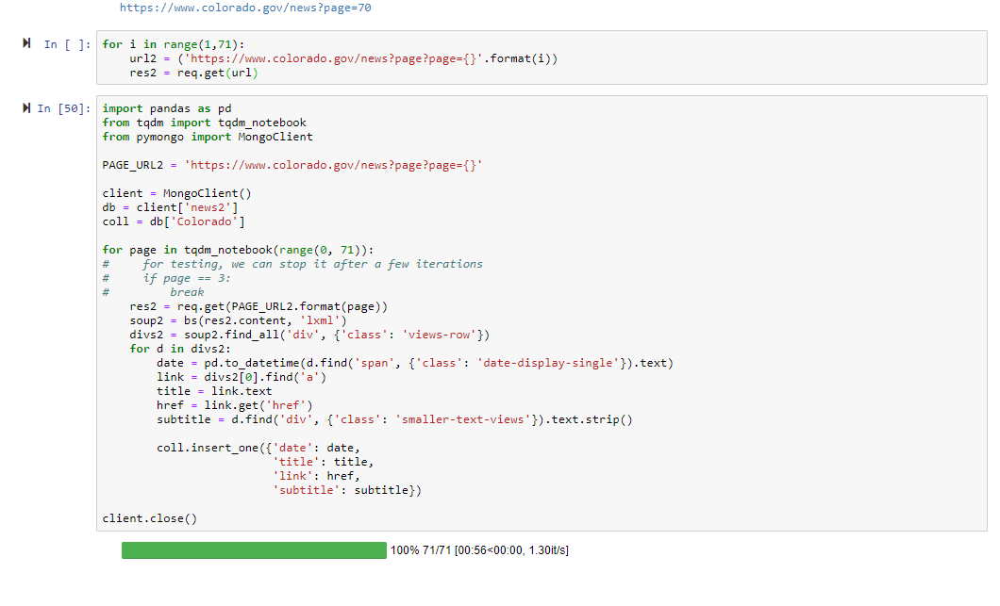 https://www.colorado.gov/news?page=70
In [ ]:
for i in range(1,71):
    url2 = ('https://www.colorado.gov/news?page?page={}'.format(i))
    res2 = req.get(url)
In [50]:
import pandas as pd
from tqdm import tqdm_notebook
from pymongo import MongoClient

PAGE_URL2 = 'https://www.colorado.gov/news?page?page={}'

client = MongoClient()
db = client['news2']
coll = db['Colorado']

for page in tqdm_notebook(range(0, 71)):
#     for testing, we can stop it after a few iterations
#     if page == 3:
#         break
    res2 = req.get(PAGE_URL2.format(page))
    soup2 = bs(res2.content, 'lxml')
    divs2 = soup2.find_all('div', {'class': 'views-row'})
    for d in divs2:
        date = pd.to_datetime(d.find('span', {'class': 'date-display-single'}).text)
        link = divs2[0].find('a')
        title = link.text
        href = link.get('href')
        subtitle = d.find('div', {'class': 'smaller-text-views'}).text.strip()

        coll.insert_one({'date': date,
                         'title': title,
                         'link': href,
                         'subtitle': subtitle})

client.close()
100% 71/71 [00:56<00:00, 1.30it/s]